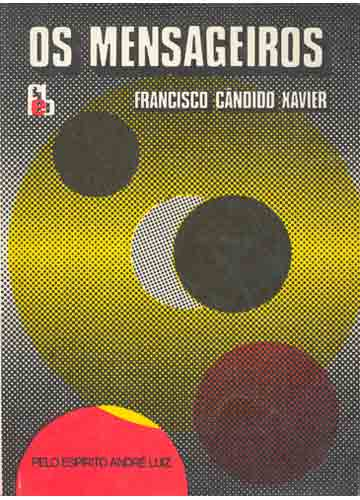 OS MENSAGEIROS
FRANCISCO CÂNDIDO XAVIER
PELO ESPÍRITO ANDRÉ LUIZ